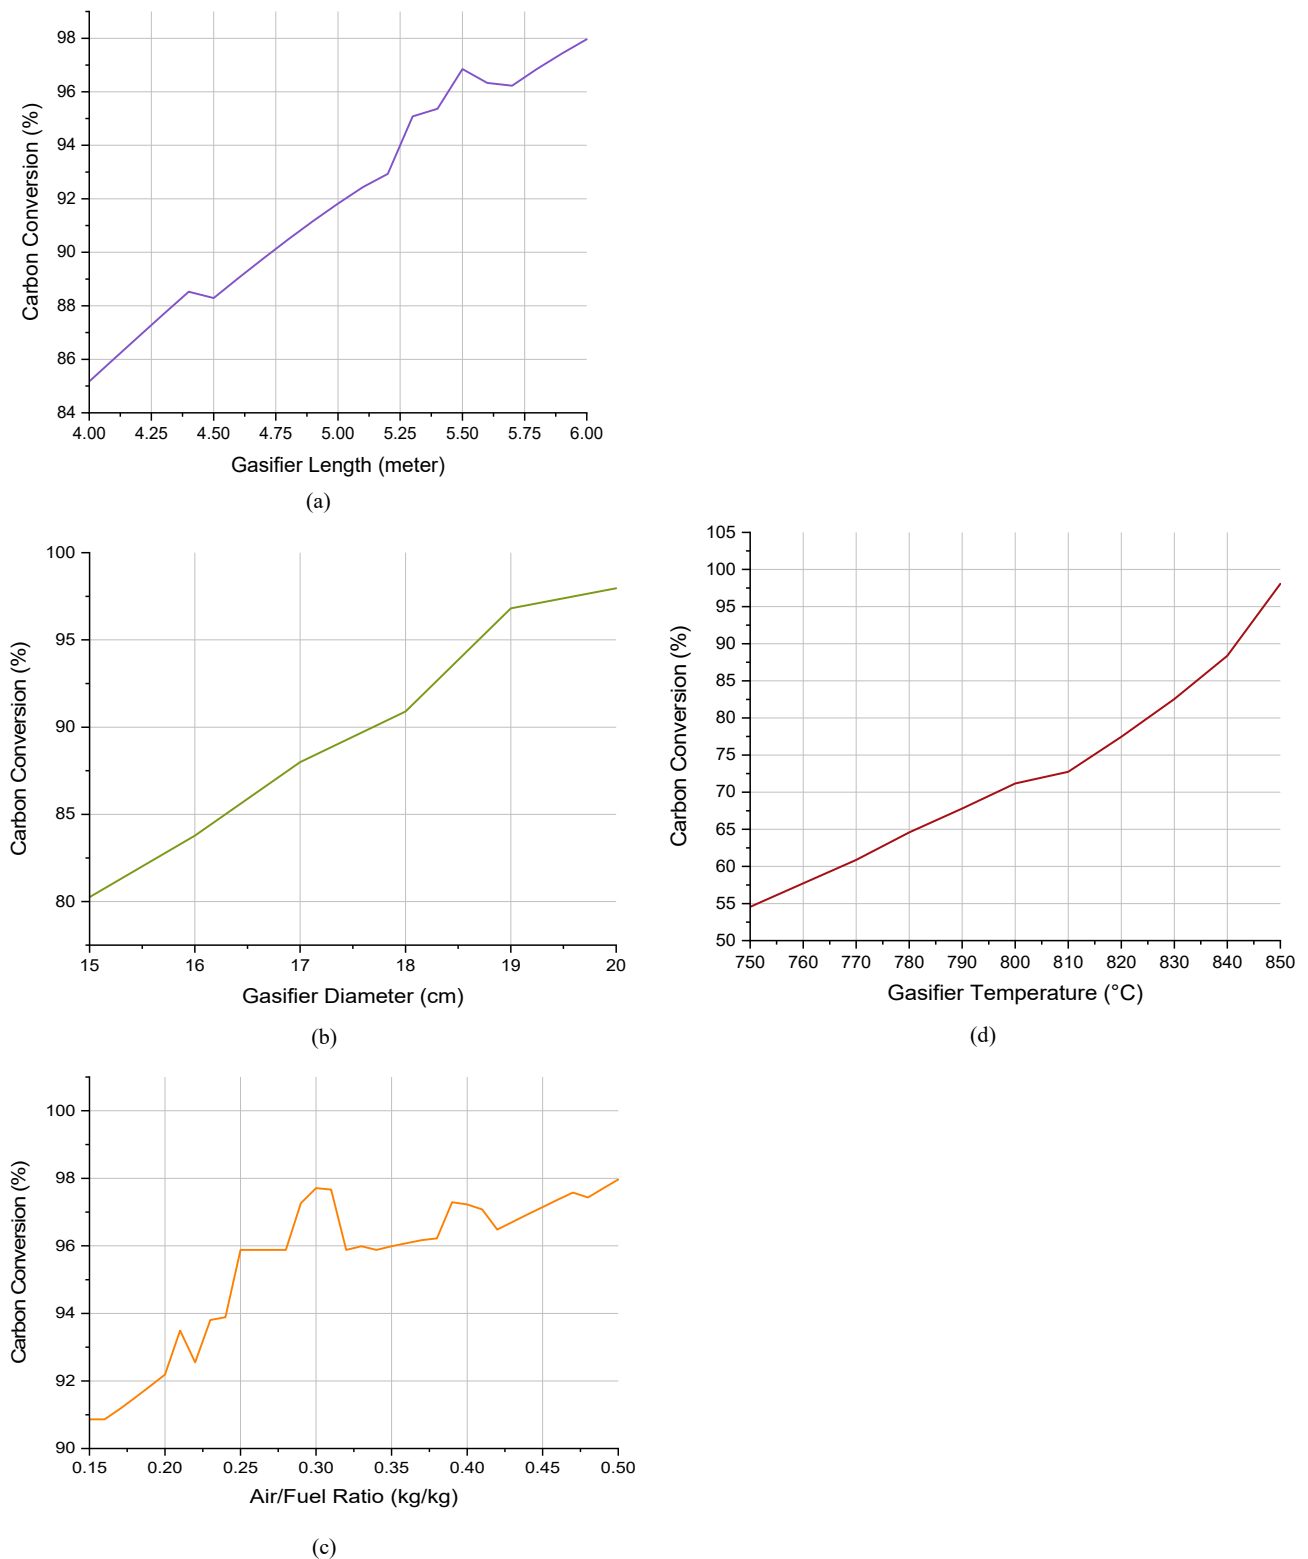 98
96
94
92
90
88
86
84
4.00 4.25 4.50 4.75 5.00 5.25 5.50 5.75 6.00
Carbon Conversion (%)
Gasifier Length (meter)
(a)
100
95
90
85
80
15 16 17 18 19 20
Carbon Conversion (%)
Gasifier Diameter (cm)
(b)
105
100
95
90
85
80
75
70
65
60
55
50
750 760 770 780 790 800 810 820 830 840 850
Carbon Conversion (%)
Gasifier Temperature (°C)
(d)
100
98
96
94
92
90
0.15 0.20 0.25 0.30 0.35 0.40 0.45 0.50
Carbon Conversion (%)
Air/Fuel Ratio (kg/kg)
(c)